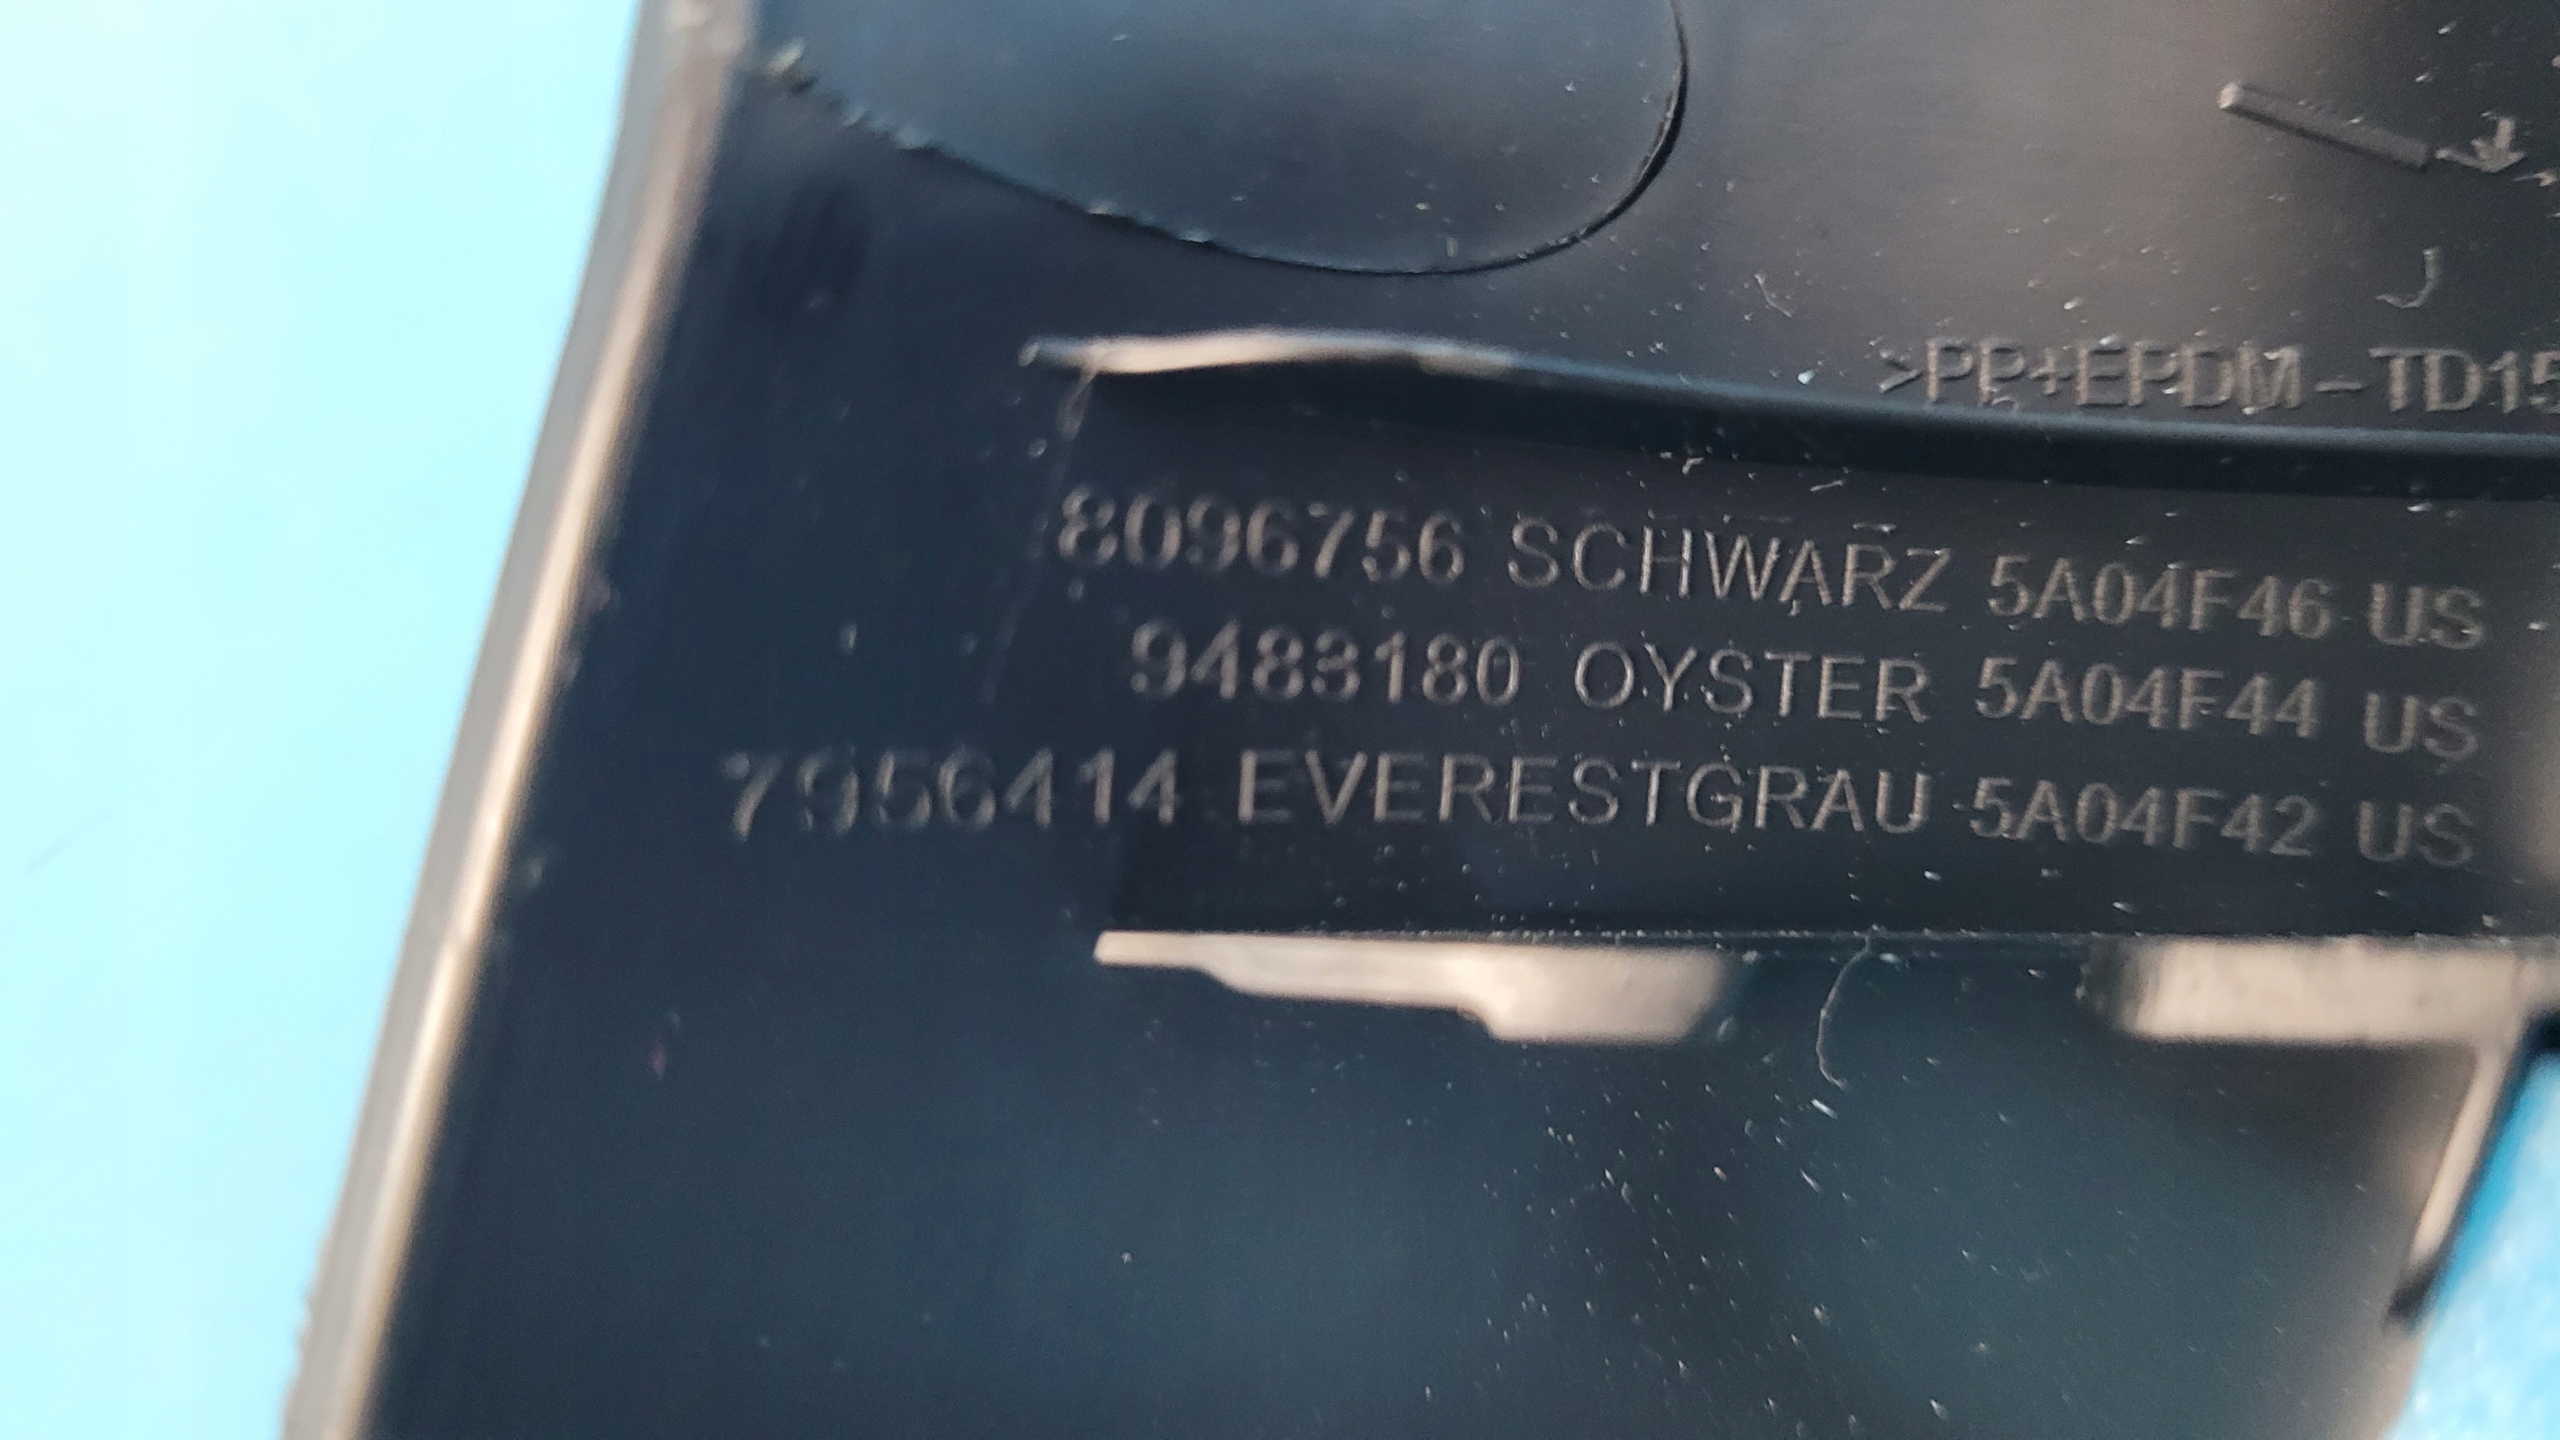 J
>PP+EPDM-TD15
8096756 SCHWARZ 5A04F46 US
9483180 OYSTER 5A04F44 US
7956414 EVERESTGRAU 5A04F42 US